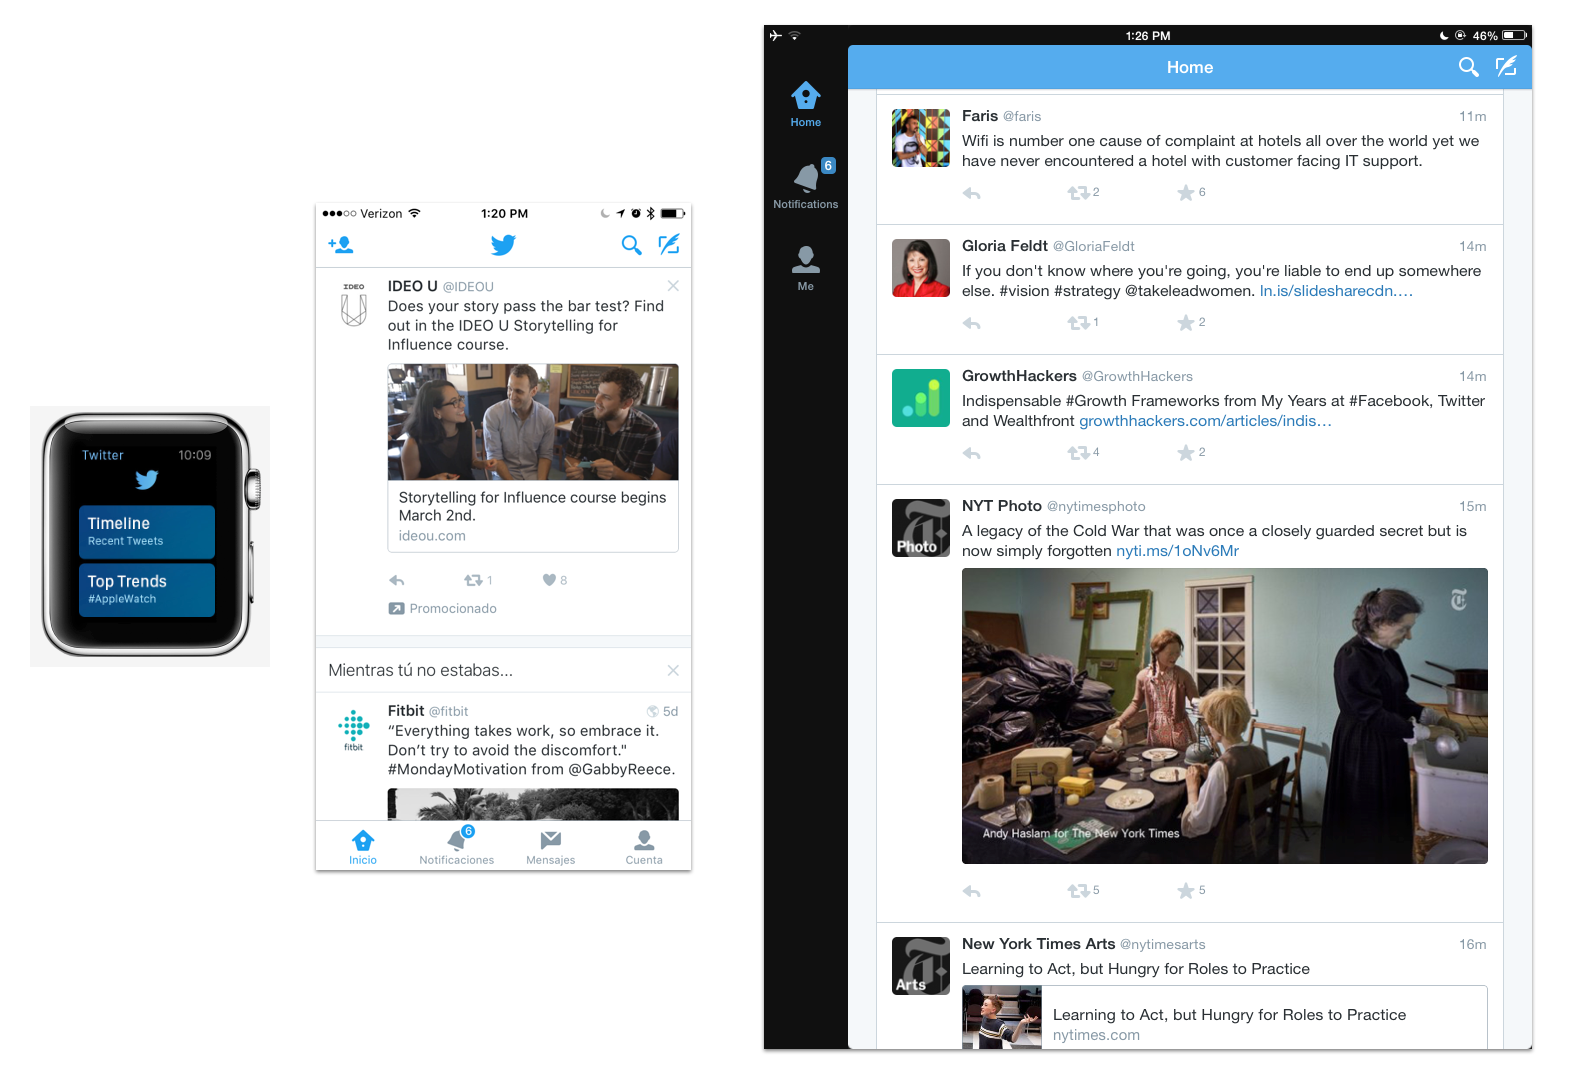 Twitter 10:09
Timeline
Recent Tweets
Top Trends
#AppleWatch
Verizon 1:20 PM
IDEO
IDEO U @IDEOU
Does your story pass the bar test? Find
out in the IDEO U Storytelling for
Influence course.
Storytelling for Influence course begins
March 2nd.
ideou.com
1 8
Promocionado
Mientras tú no estabas...
fitbit
Fitbit @fitbit 5d
“Everything takes work, so embrace it.
Don’t try to avoid the discomfort."
#MondayMotivation from @GabbyReece.
6
Inicio Notificaciones Mensajes Cuenta
1:26 PM 46%
Home
Home
6
Notifications
Me
Faris @faris 11m
Wifi is number one cause of complaint at hotels all over the world yet we
have never encountered a hotel with customer facing IT support.
2 6
Gloria Feldt @GloriaFeldt 14m
If you don't know where you're going, you're liable to end up somewhere
else. #vision #strategy @takeleadwomen. ln.is/slidesharecdn.…
1 2
GrowthHackers @GrowthHackers 14m
Indispensable #Growth Frameworks from My Years at #Facebook, Twitter
and Wealthfront growthhackers.com/articles/indis…
4 2
Photo
NYT Photo @nytimesphoto 15m
A legacy of the Cold War that was once a closely guarded secret but is
now simply forgotten nyti.ms/1oNv6Mr
Andy Haslam for The New York Times
5 5
Arts
New York Times Arts @nytimesarts 16m
Learning to Act, but Hungry for Roles to Practice
Learning to Act, but Hungry for Roles to Practice
nytimes.com